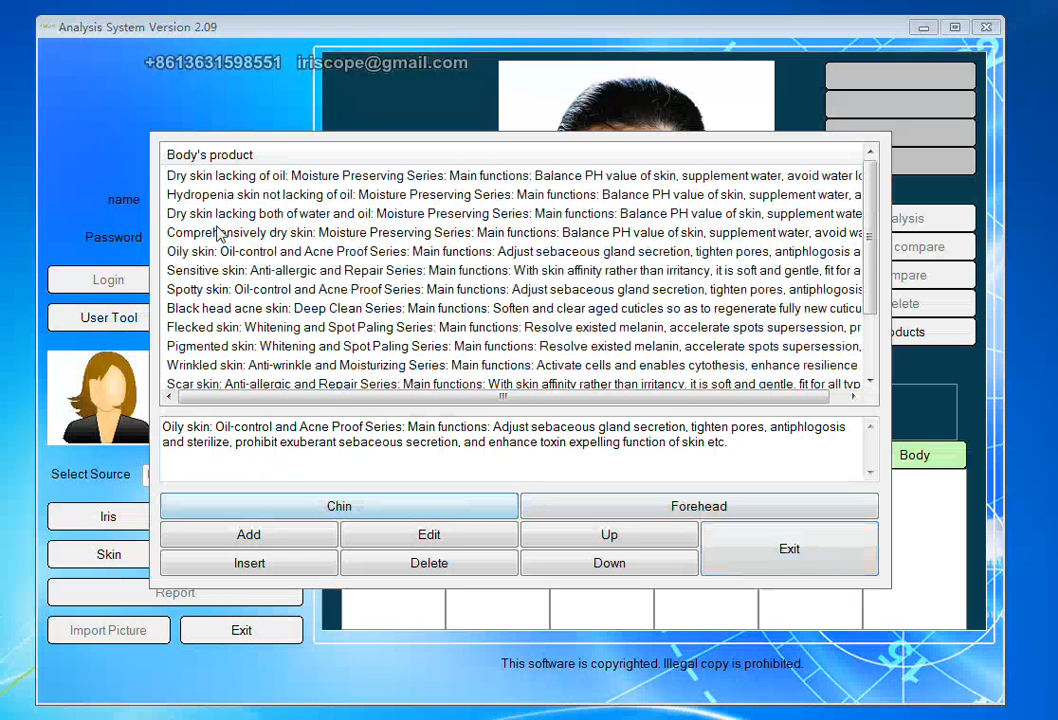 Analysis System Version 2.09
+8613631598551 iriscope@gmail.com
name
Password
Login
User Tool
Select Source
Iris
Skin
Report
Import Picture
Exit
Body's product
Dry skin lacking of oil: Moisture Preserving Series: Main functions: Balance PH value of skin, supplement water, avoid water lo
Hydropenia skin not lacking of oil: Moisture Preserving Series: Main functions: Balance PH value of skin, supplement water, a
Dry skin lacking both of water and oil: Moisture Preserving Series: Main functions: Balance PH value of skin, supplement wate
Comprehensively dry skin: Moisture Preserving Series: Main functions: Balance PH value of skin, supplement water, avoid wa
Oily skin: Oil-control and Acne Proof Series: Main functions: Adjust sebaceous gland secretion, tighten pores, antiphlogosis a
Sensitive skin: Anti-allergic and Repair Series: Main functions: With skin affinity rather than irritancy, it is soft and gentle, fit for a
Spotty skin: Oil-control and Acne Proof Series: Main functions: Adjust sebaceous gland secretion, tighten pores, antiphlogosis
Black head acne skin: Deep Clean Series: Main functions: Soften and clear aged cuticles so as to regenerate fully new cuticu
Flecked skin: Whitening and Spot Paling Series: Main functions: Resolve existed melanin, accelerate spots supersession, pr
Pigmented skin: Whitening and Spot Paling Series: Main functions: Resolve existed melanin, accelerate spots supersession,
Wrinkled skin: Anti-wrinkle and Moisturizing Series: Main functions: Activate cells and enables cytothesis, enhance resilience
Scar skin: Anti-allergic and Repair Series: Main functions: With skin affinity rather than irritancy, it is soft and gentle, fit for all typ
Oily skin: Oil-control and Acne Proof Series: Main functions: Adjust sebaceous gland secretion, tighten pores, antiphlogosis
and sterilize, prohibit exuberant sebaceous secretion, and enhance toxin expelling function of skin etc.
Chin
Forehead
Add
Edit
Up
Exit
Insert
Delete
Down
alysis
compare
mpare
elete
oducts
Body
This software is copyrighted. Illegal copy is prohibited.